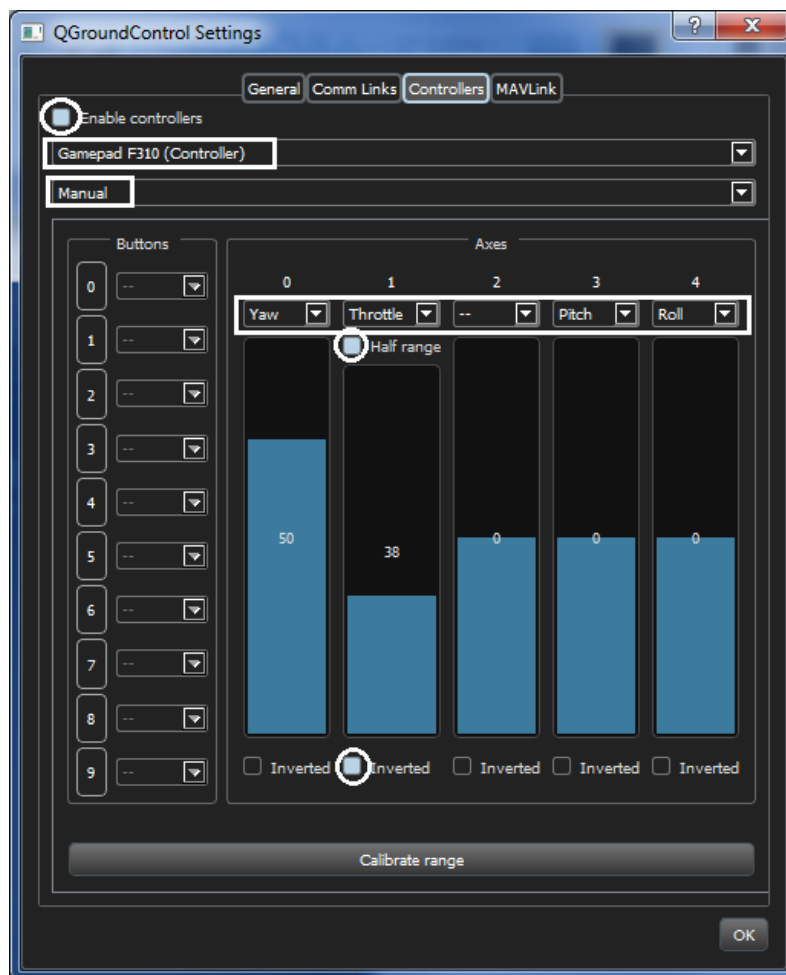 QGroundControl Settings
?
X
General Comm Links Controllers MAVLink
Enable controllers
Gamepad F310 (Controller)
Manual
Buttons
0 --
1 --
2 --
3 --
4 --
5 --
6 --
7 --
8 --
9 --
Axes
0 1 2 3 4
Yaw Throttle -- Pitch Roll
Half range
50 38 0 0 0
Inverted Inverted Inverted Inverted Inverted
Calibrate range
OK